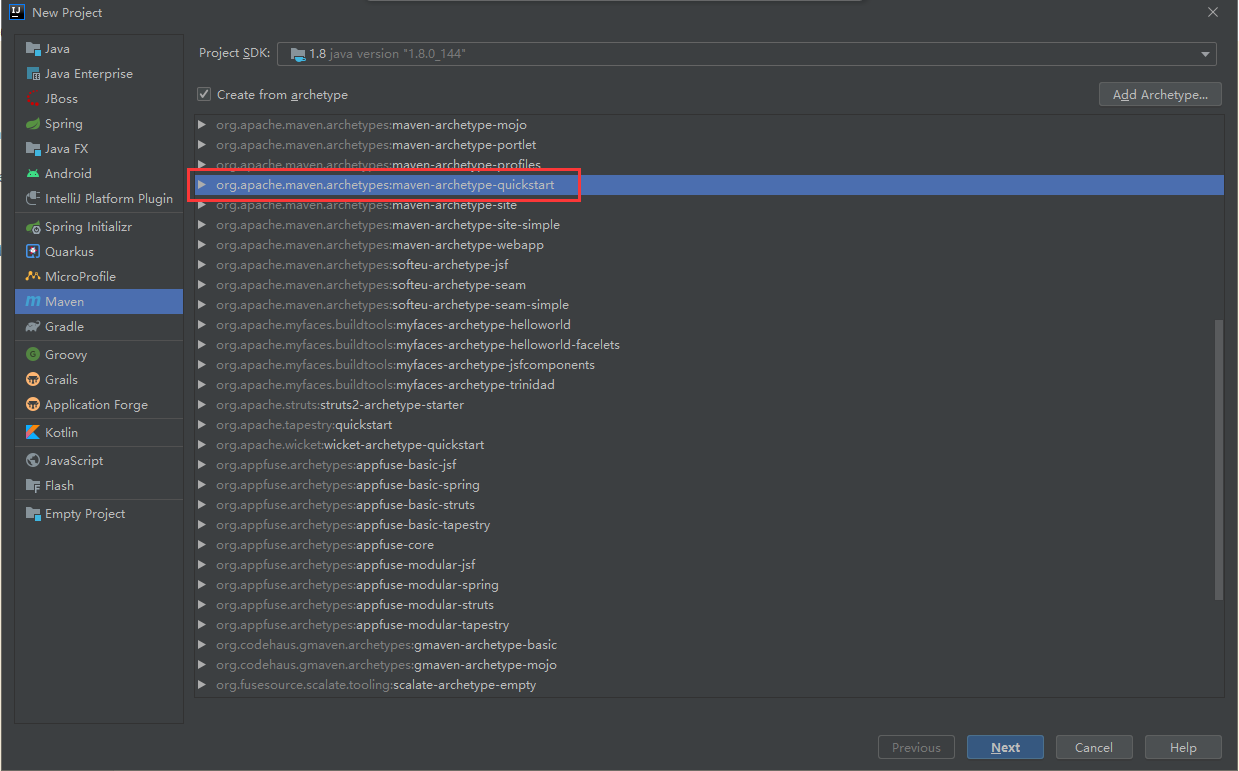 New Project
Java
Java Enterprise
JBoss
Spring
Java FX
Android
IntelliJ Platform Plugin
Spring Initializr
Quarkus
MicroProfile
Maven
Gradle
Groovy
Grails
Application Forge
Kotlin
JavaScript
Flash
Empty Project
Project SDK: 1.8 java version "1.8.0_144"
Create from archetype
Add Archetype...
org.apache.maven.archetypes:maven-archetype-mojo
org.apache.maven.archetypes:maven-archetype-portlet
org.apache.maven.archetypes:maven-archetype-profiles
org.apache.maven.archetypes:maven-archetype-quickstart
org.apache.maven.archetypes:maven-archetype-site
org.apache.maven.archetypes:maven-archetype-site-simple
org.apache.maven.archetypes:maven-archetype-webapp
org.apache.maven.archetypes:softeu-archetype-jsf
org.apache.maven.archetypes:softeu-archetype-seam
org.apache.maven.archetypes:softeu-archetype-seam-simple
org.apache.myfaces.buildtools:myfaces-archetype-helloworld
org.apache.myfaces.buildtools:myfaces-archetype-helloworld-facelets
org.apache.myfaces.buildtools:myfaces-archetype-jsfcomponents
org.apache.myfaces.buildtools:myfaces-archetype-trinidad
org.apache.struts:struts2-archetype-starter
org.apache.tapestry:quickstart
org.apache.wicket:wicket-archetype-quickstart
org.appfuse.archetypes:appfuse-basic-jsf
org.appfuse.archetypes:appfuse-basic-spring
org.appfuse.archetypes:appfuse-basic-struts
org.appfuse.archetypes:appfuse-basic-tapestry
org.appfuse.archetypes:appfuse-core
org.appfuse.archetypes:appfuse-modular-jsf
org.appfuse.archetypes:appfuse-modular-spring
org.appfuse.archetypes:appfuse-modular-struts
org.appfuse.archetypes:appfuse-modular-tapestry
org.codehaus.gmaven.archetypes:gmaven-archetype-basic
org.codehaus.gmaven.archetypes:gmaven-archetype-mojo
org.fusesource.scalate.tooling:scalate-archetype-empty
Previous
Next
Cancel
Help